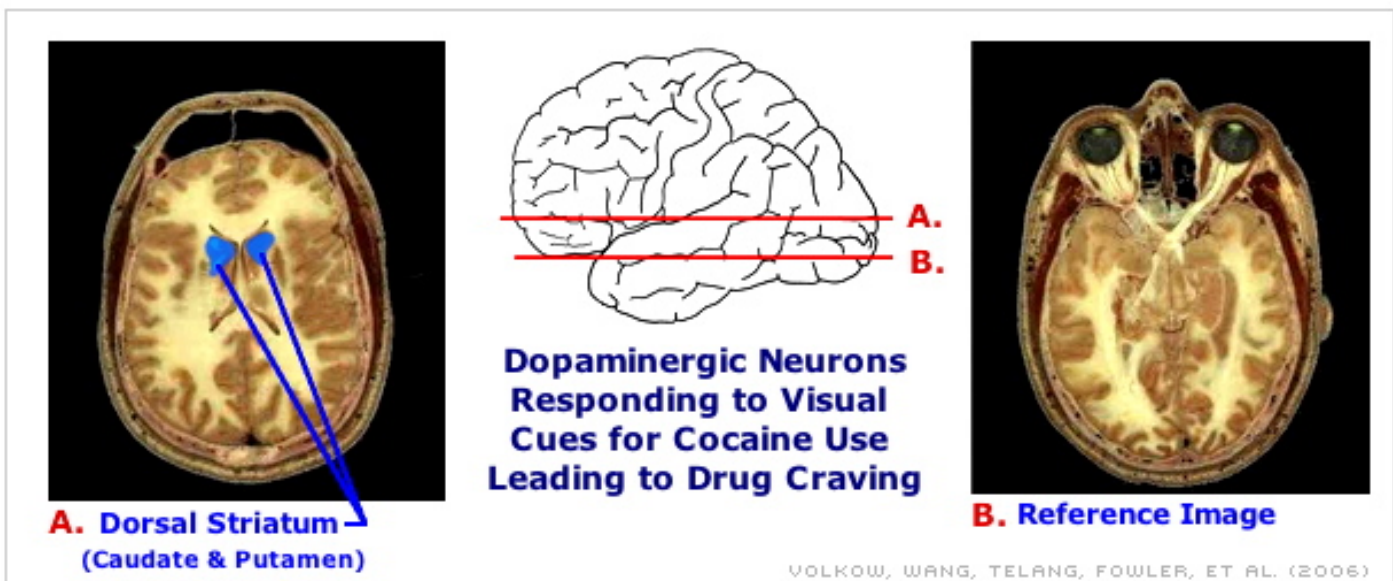 A.
B.
Dopaminergic Neurons
Responding to Visual
Cues for Cocaine Use
Leading to Drug Craving
A. Dorsal Striatum
(Caudate & Putamen)
B. Reference Image
VOLKOW, WANG, TELANG, FOWLER, ET AL. (2006)